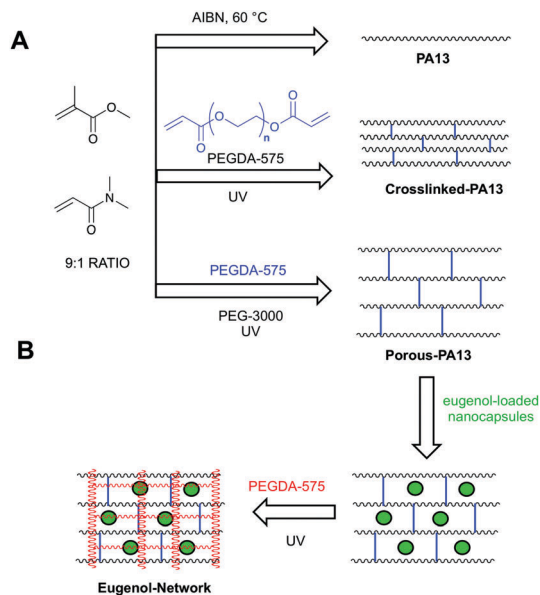 A
AIBN, 60 °C
PA13
O
O
O
O
O
n
O
O
N
O
PEGDA-575
UV
Crosslinked-PA13
9:1 RATIO
PEGDA-575
PEG-3000
UV
Porous-PA13
B
eugenol-loaded
nanocapsules
PEGDA-575
UV
Eugenol-Network